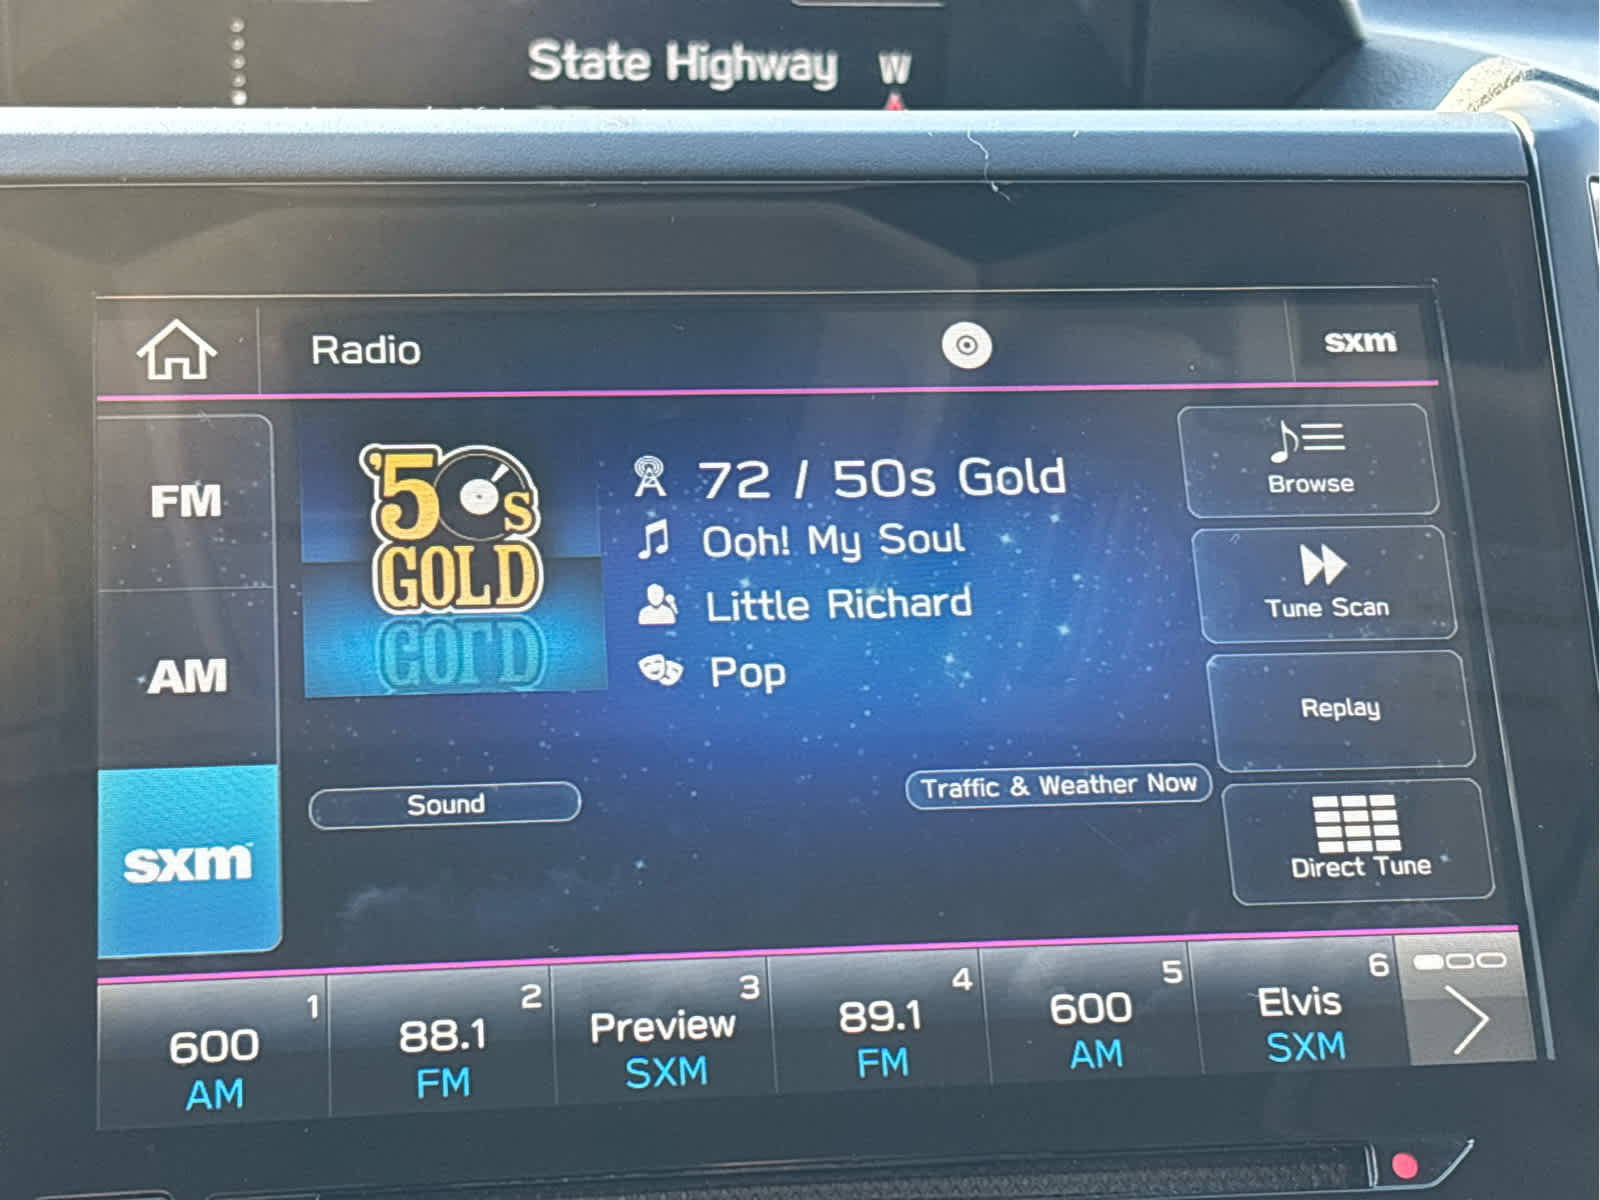 State Highway W
Radio
sxm
FM
AM
sxm
'50s
GOLD
72 / 50s Gold
Ooh! My Soul
Little Richard
Pop
Sound
Traffic & Weather Now
Browse
Tune Scan
Replay
Direct Tune
1
600
AM
2
88.1
FM
3
Preview
SXM
4
89.1
FM
5
600
AM
6
Elvis
SXM